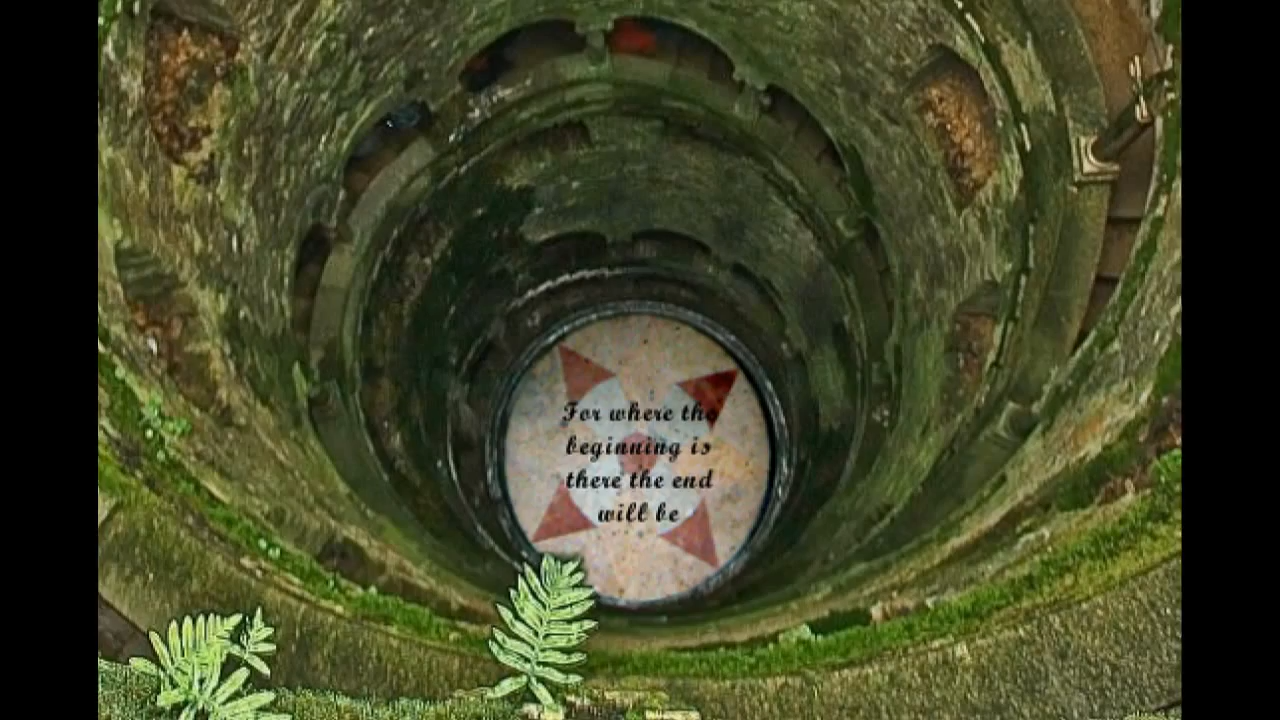 For where the
beginning is
there the end
will be